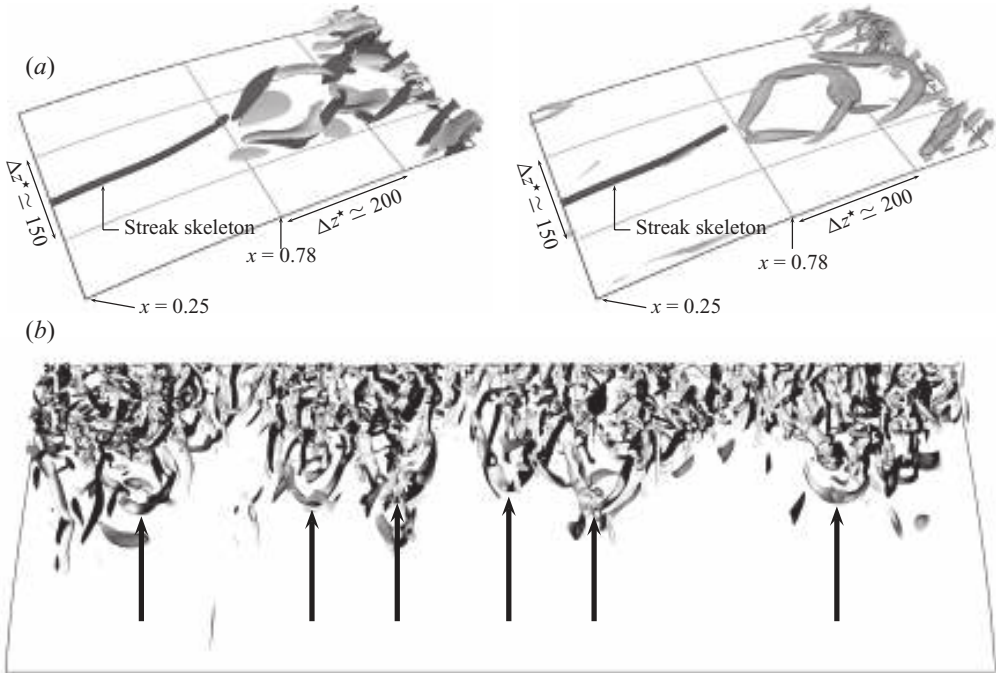 (a)
Δz* ≃ 150
Streak skeleton
x = 0.78
x = 0.25
Δz* ≃ 200
Δz* ≃ 150
Streak skeleton
x = 0.78
x = 0.25
Δz* ≃ 200
(b)